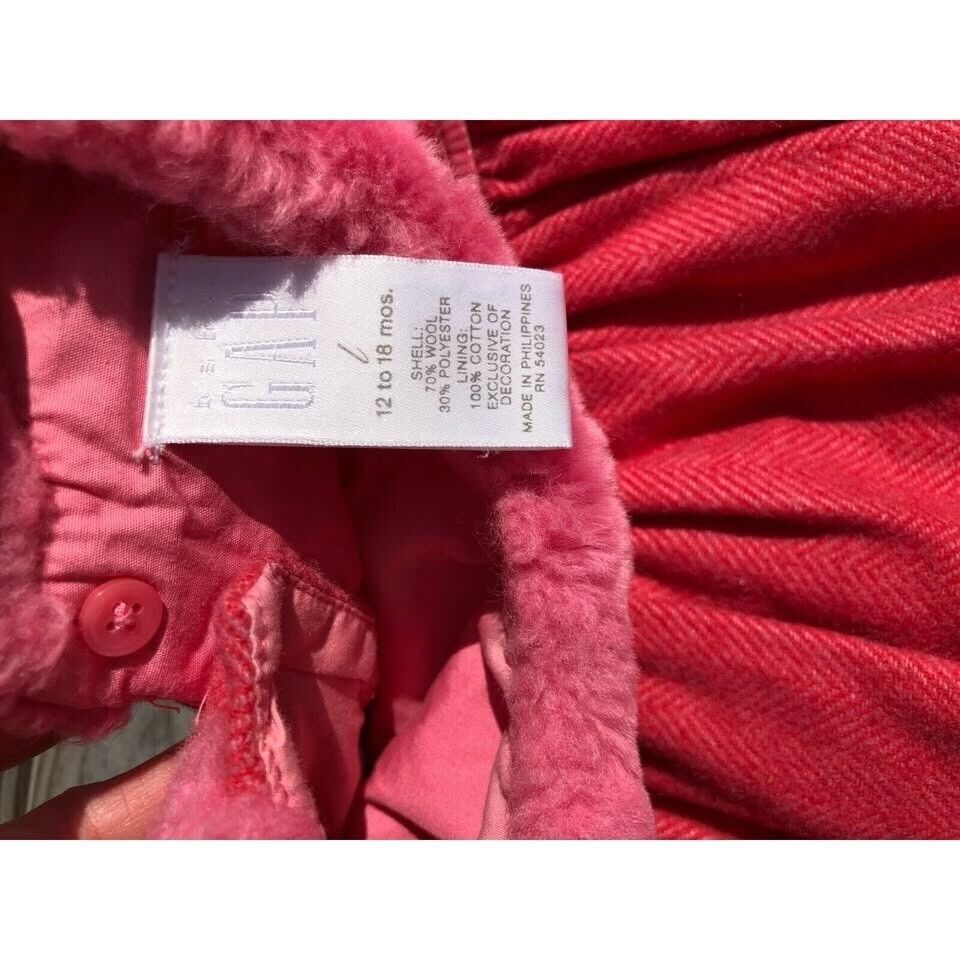 GAP
12 to 18 mos.
SHELL:
70% WOOL
30% POLYESTER
LINING:
100% COTTON
EXCLUSIVE OF
DECORATION
MADE IN PHILIPPINES
RN 54023